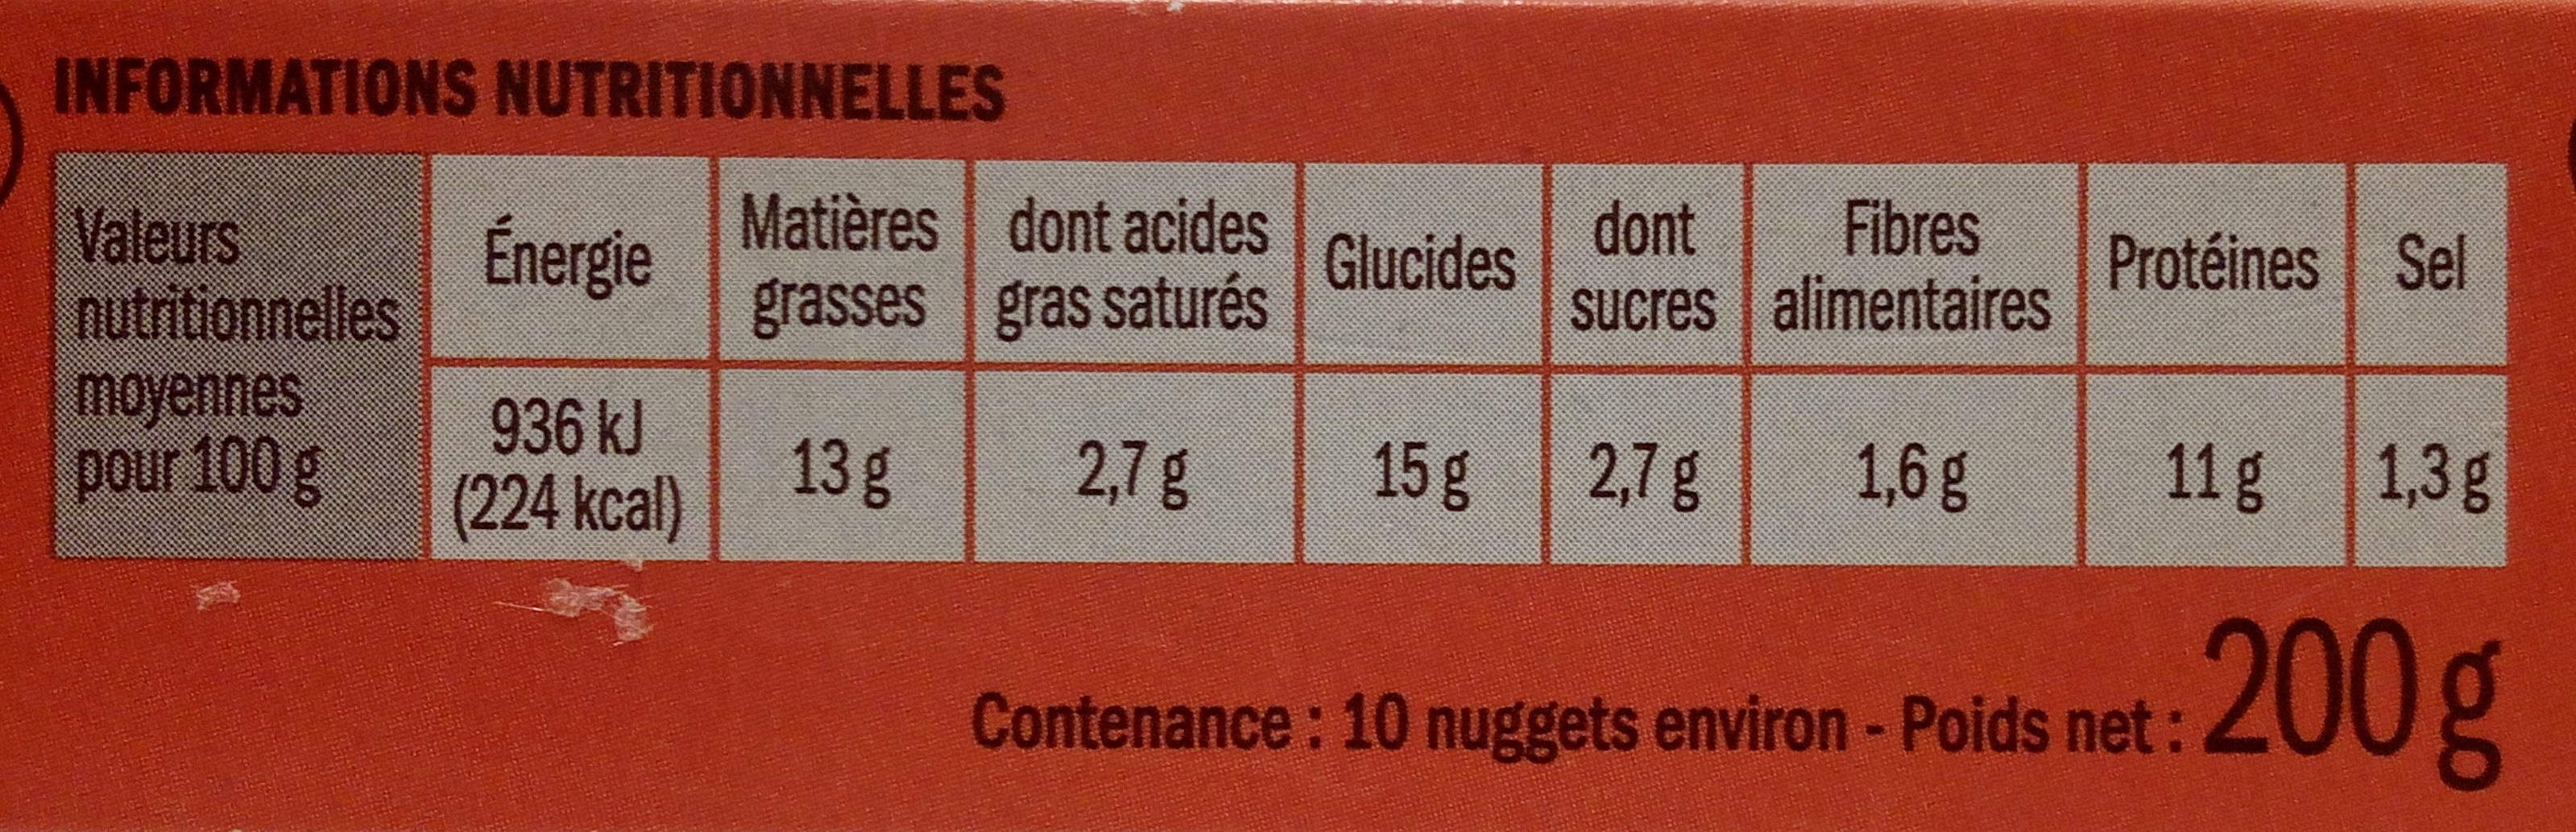 INFORMATIONS NUTRITIONNELLES
Valeurs
nutritionnelles
moyennes
pour 100 g
Énergie
Matières
grasses
dont acides
gras saturés
Glucides
dont
sucres
Fibres
alimentaires
Protéines
Sel
936 kJ
(224 kcal)
13 g
2,7 g
15 g
2,7 g
1,6 g
11 g
1,3 g
Contenance : 10 nuggets environ - Poids net : 200 g